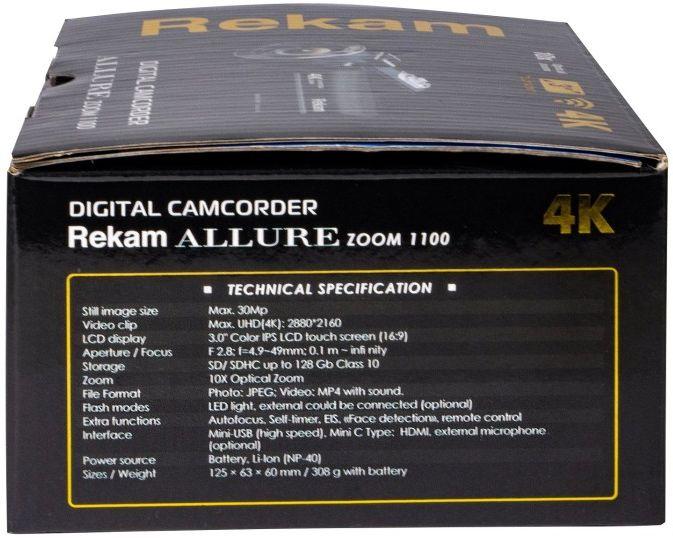 Rekam
DIGITAL CAMCORDER
ALLURE ZOOM 1100
Rekam
4K
DIGITAL CAMCORDER
4K
Rekam ALLURE ZOOM 1100
▪ TECHNICAL SPECIFICATION ▪
Still image size Max. 30Mp
Video clip Max. UHD(4K): 2880*2160
LCD display 3.0" Color IPS LCD touch screen (16:9)
Aperture / Focus F 2.8; f=4.9~49mm; 0.1 m ~ infi nity
Storage SD/ SDHC up to 128 Gb Class 10
Zoom 10X Optical Zoom
File Format Photo: JPEG; Video: MP4 with sound.
Flash modes LED light, external could be connected (optional)
Extra functions Autofocus, Self-timer, EIS, «Face detection», remote control
Interface Mini-USB (high speed), Mini C Type: HDMI, external microphone
(optional)
Power source Battery, Li-Ion (NP-40)
Sizes / Weight 125 × 63 × 60 mm / 308 g with battery